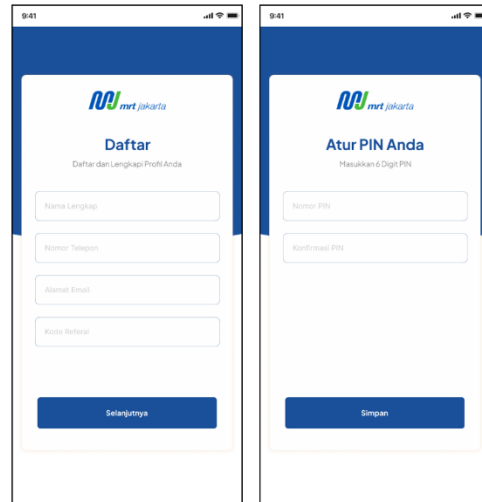 9:41
mrt jakarta
Daftar
Daftar dan Lengkapi Profil Anda
Nama Lengkap
Nomor Telepon
Alamat Email
Kode Referal
Selanjutnya
9:41
mrt jakarta
Atur PIN Anda
Masukkan 6 Digit PIN
Nomor PIN
Konfirmasi PIN
Simpan